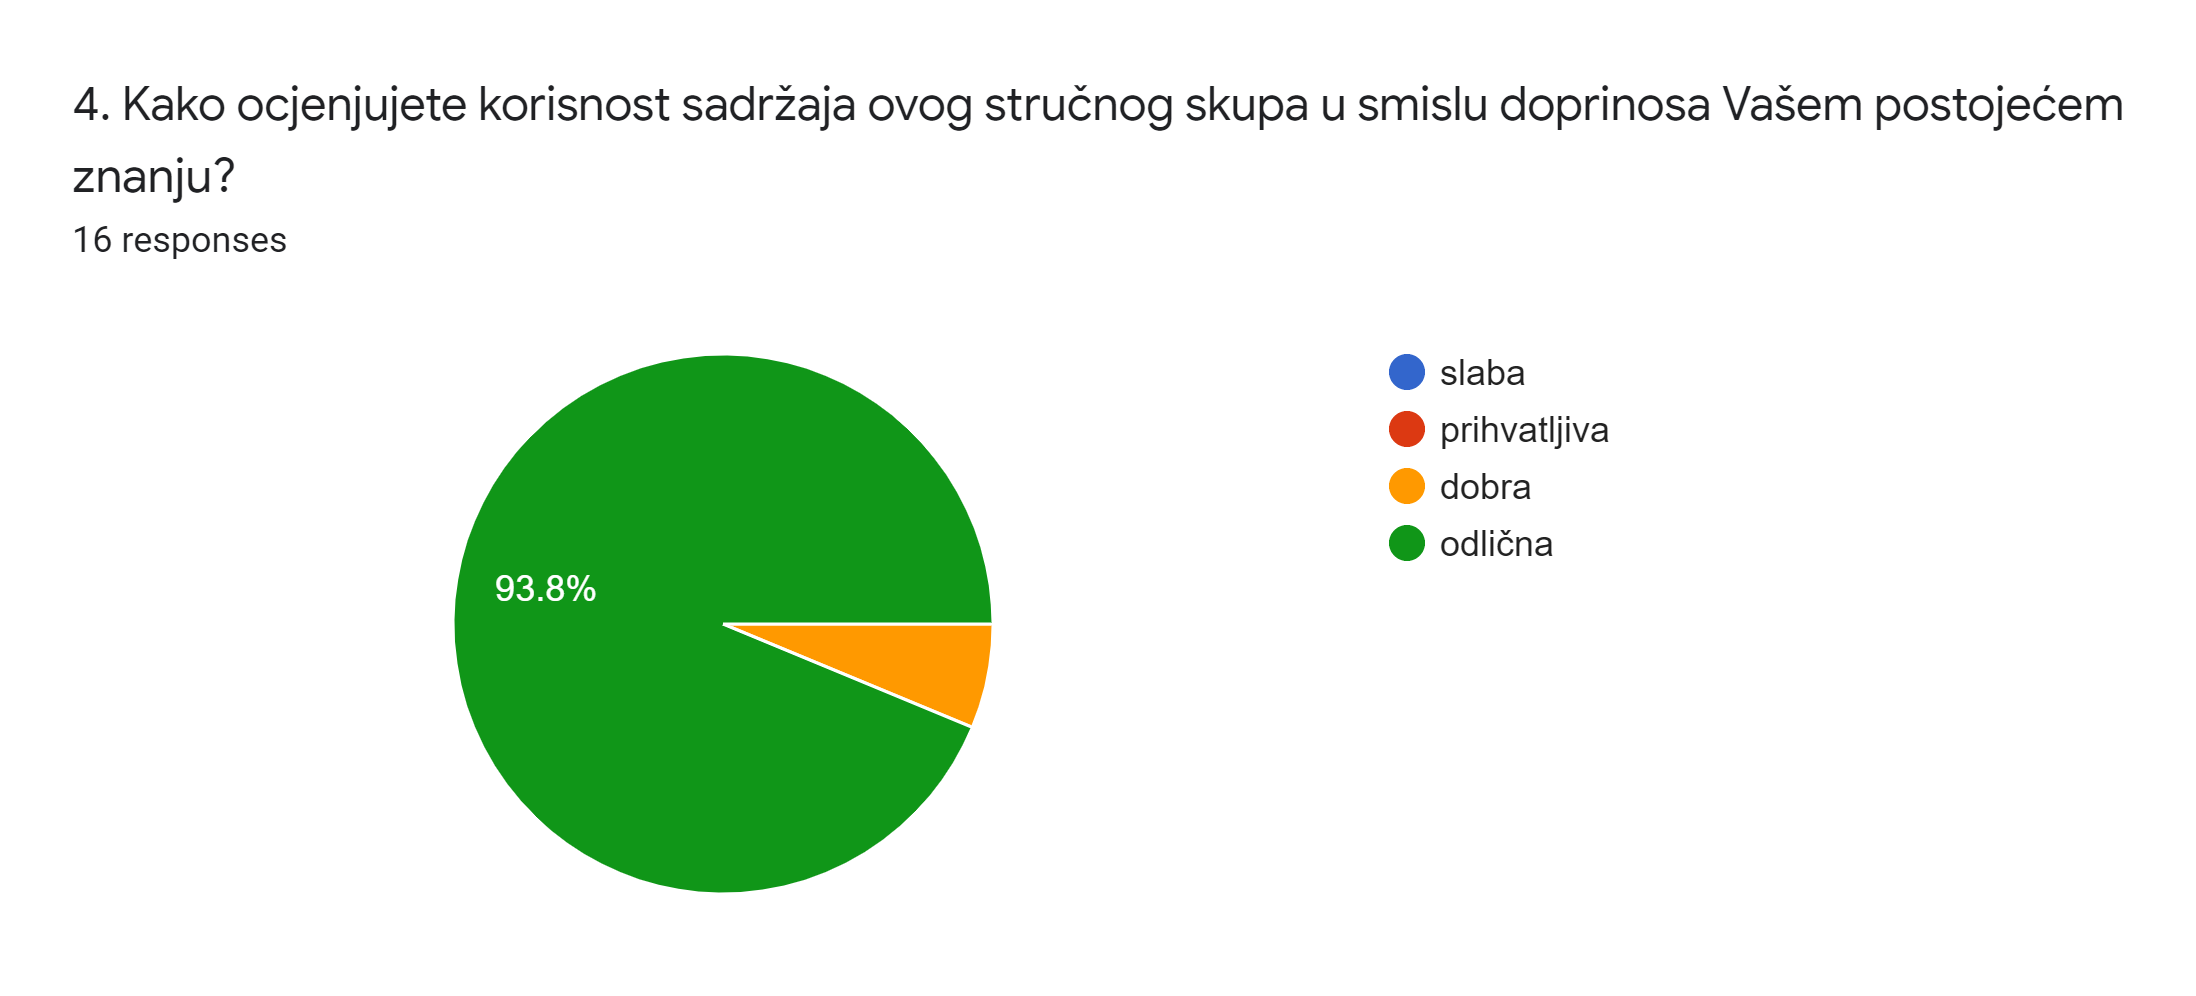 4. Kako ocjenjujete korisnost sadržaja ovog stručnog skupa u smislu doprinosa Vašem postojećem
znanju?
16 responses
slaba
prihvatljiva
dobra
odlična
93.8%